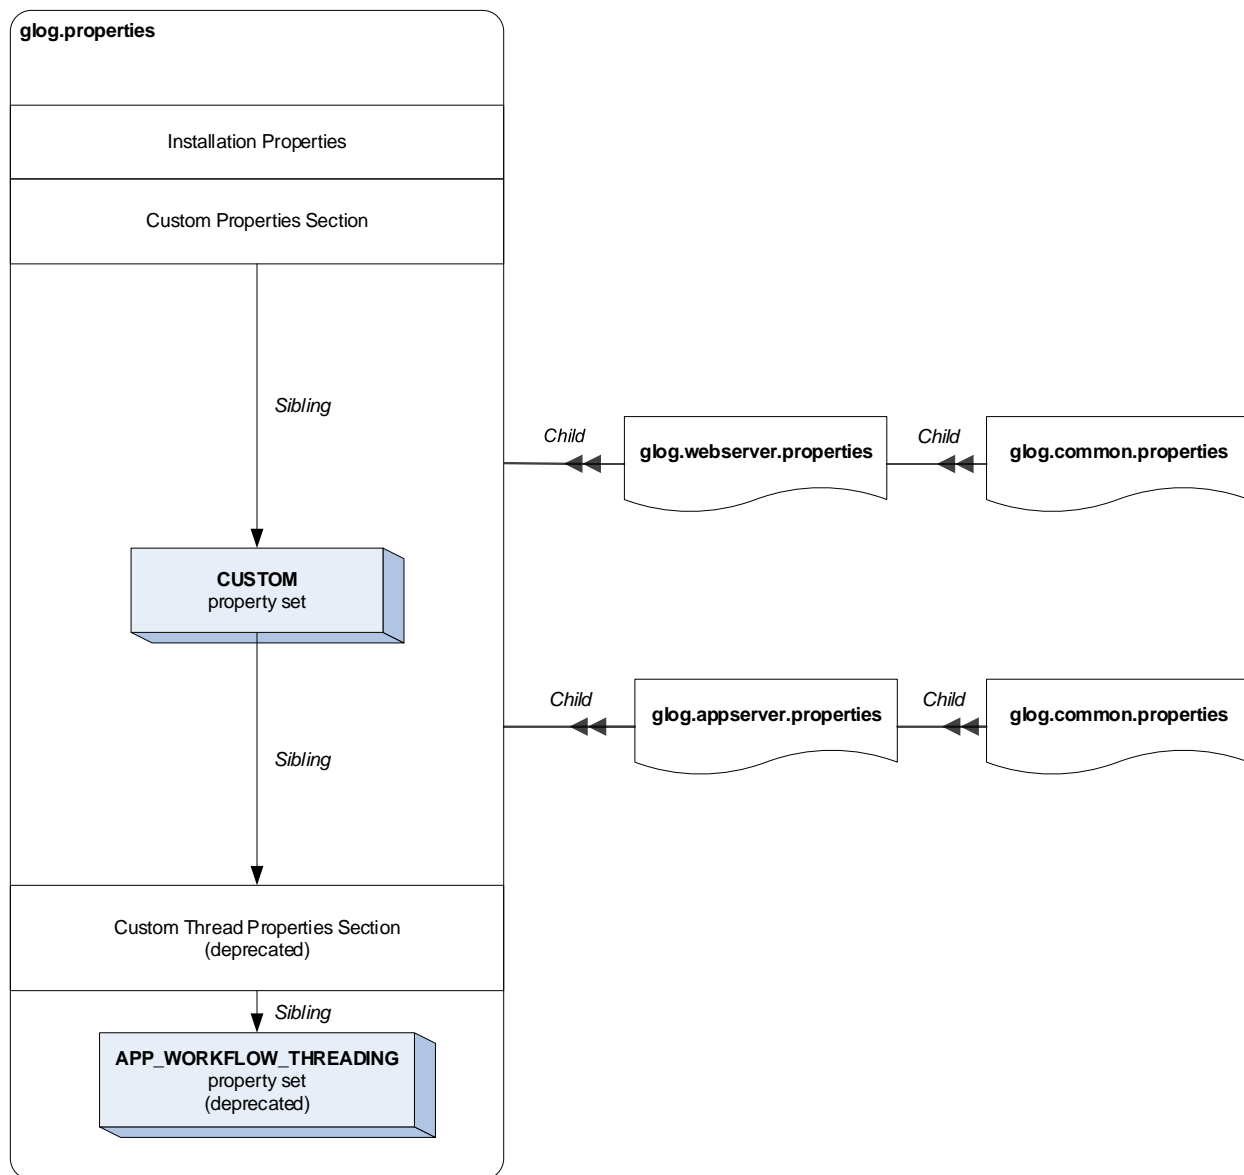 glog.properties
Installation Properties
Custom Properties Section
Sibling
Child
Child
glog.webserver.properties
glog.common.properties
CUSTOM
property set
Child
Child
glog.appserver.properties
glog.common.properties
Sibling
Custom Thread Properties Section
(deprecated)
Sibling
APP_WORKFLOW_THREADING
property set
(deprecated)